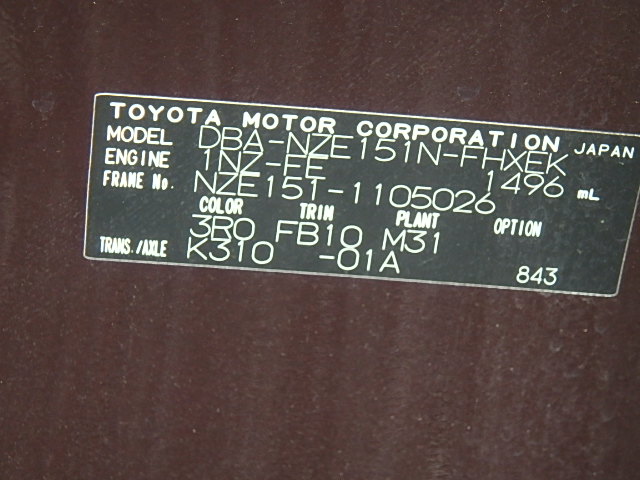 TOYOTA MOTOR CORPORATION JAPAN
MODEL DBA-NZE151N-FHXEK
ENGINE 1NZ-FE 1496 mL
FRAME No. NZE151-1105026
COLOR TRIM PLANT OPTION
3R0 FB10 M31
TRANS./AXLE K310 -01A 843